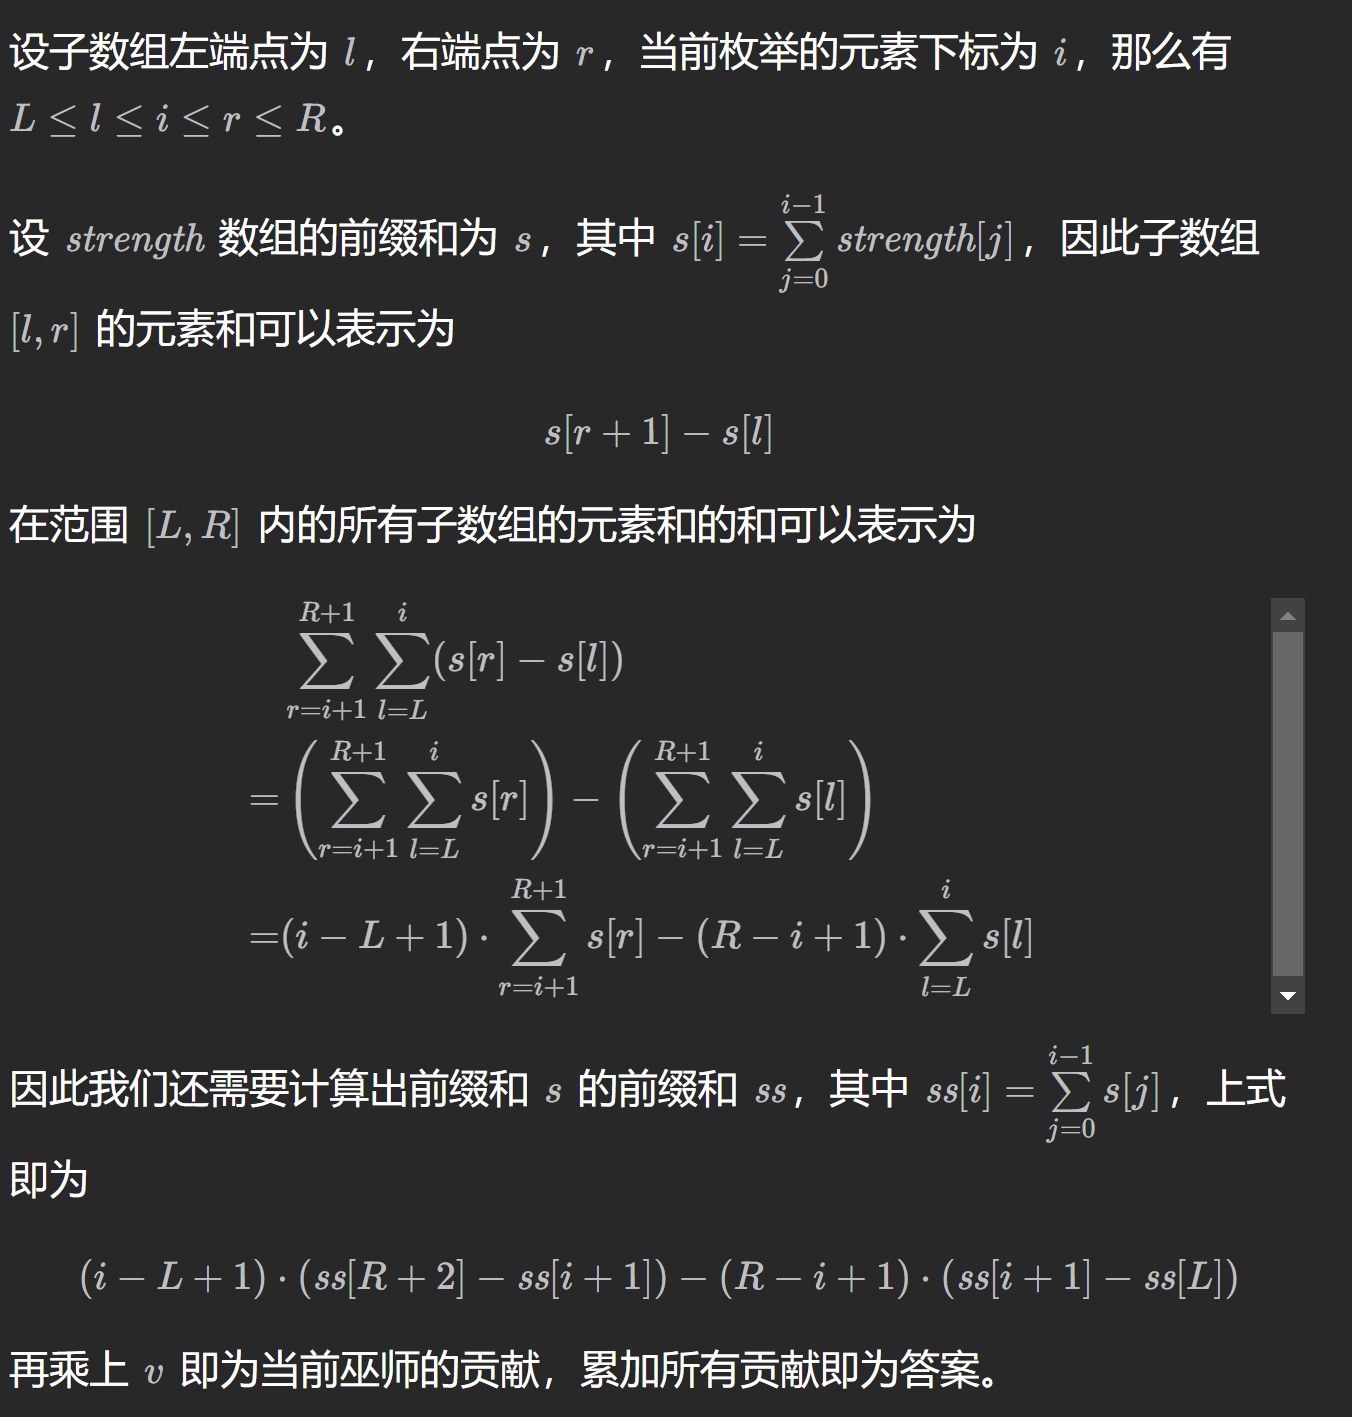 设子数组左端点为 l，右端点为 r，当前枚举的元素下标为 i，那么有
L ≤ l ≤ i ≤ r ≤ R。
设 strength 数组的前缀和为 s，其中 s[i] = \sum_{j=0}^{i-1} strength[j]，因此子数组
[l, r] 的元素和可以表示为
s[r + 1] − s[l]
在范围 [L, R] 内的所有子数组的元素和的和可以表示为
\sum_{r=i+1}^{R+1} \sum_{l=L}^{i} (s[r] − s[l])
= \left( \sum_{r=i+1}^{R+1} \sum_{l=L}^{i} s[r] \right) − \left( \sum_{r=i+1}^{R+1} \sum_{l=L}^{i} s[l] \right)
=(i − L + 1) · \sum_{r=i+1}^{R+1} s[r] − (R − i + 1) · \sum_{l=L}^{i} s[l]
因此我们还需要计算出前缀和 s 的前缀和 ss，其中 ss[i] = \sum_{j=0}^{i-1} s[j]，上式
即为
(i − L + 1) · (ss[R + 2] − ss[i + 1]) − (R − i + 1) · (ss[i + 1] − ss[L])
再乘上 v 即为当前巫师的贡献，累加所有贡献即为答案。